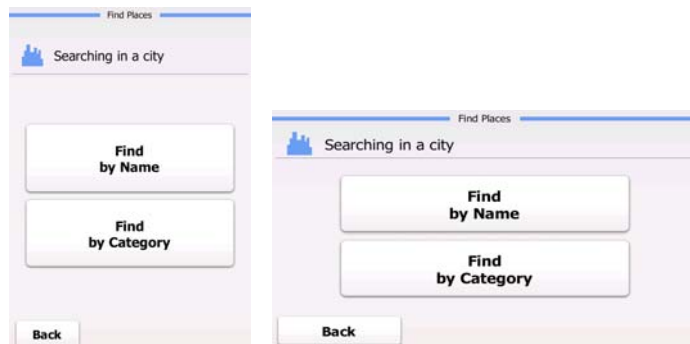 Find Places
Searching in a city
Find
by Name
Find
by Category
Back
Find Places
Searching in a city
Find
by Name
Find
by Category
Back